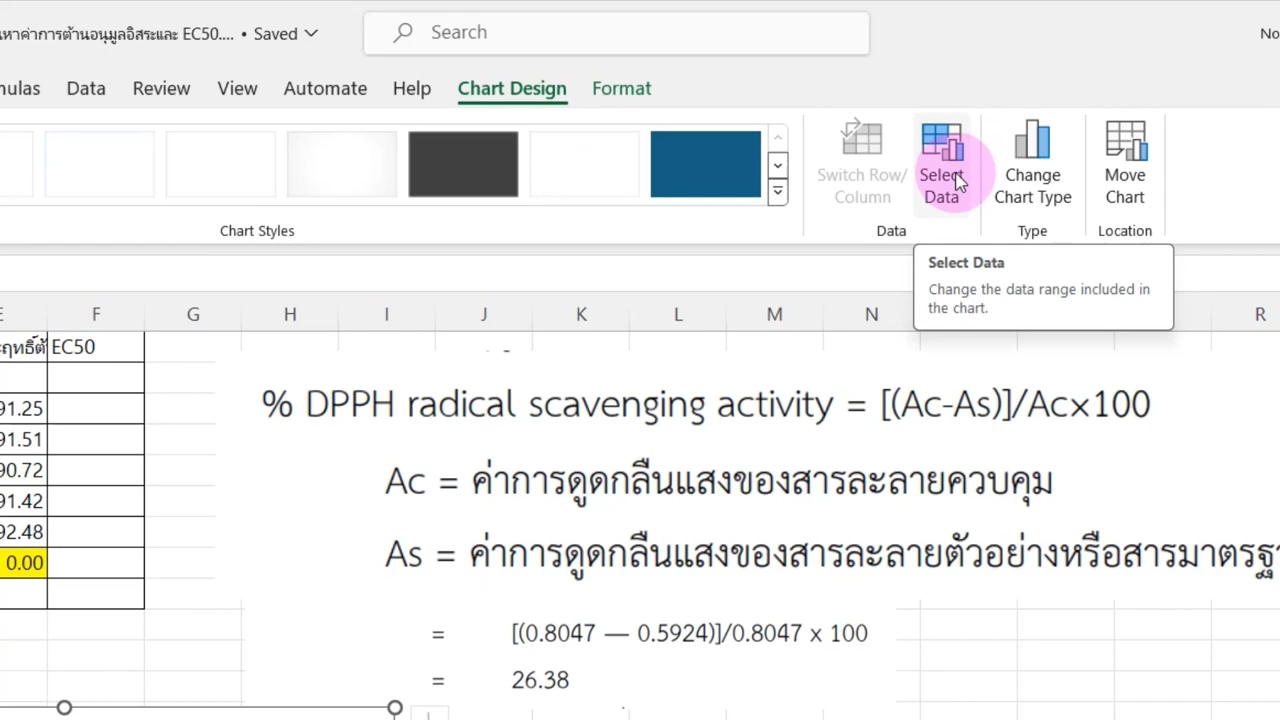 หาค่าการต้านอนุมูลอิสระและ EC50.... • Saved
Search
No
mulas Data Review View Automate Help Chart Design Format
Switch Row/
Column
Select
Data
Change
Chart Type
Move
Chart
Chart Styles
Data
Type
Location
Select Data
Change the data range included in
the chart.
E F G H I J K L M N R
EC50
91.25
91.51
90.72
91.42
92.48
0.00
% DPPH radical scavenging activity = [(Ac-As)]/Ac×100
Ac = ค่าการดูดกลืนแสงของสารละลายควบคุม
As = ค่าการดูดกลืนแสงของสารละลายตัวอย่างหรือสารมาตรฐา
= [(0.8047 — 0.5924)]/0.8047 x 100
= 26.38